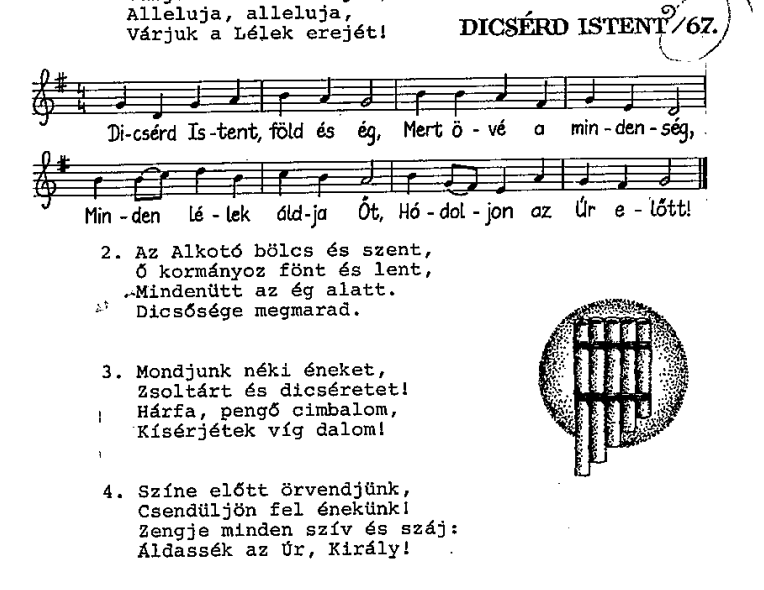 Alleluja, alleluja,
Várjuk a Lélek erejét!
DICSÉRD ISTENT 2/67.
Di-csérd Is-tent, föld és ég, Mert ö-vé a min-den-ség,
Min-den lé-lek áld-ja Őt, Hó-dol-jon az Úr e-lőtt!
2. Az Alkotó bölcs és szent,
Ő kormányoz fönt és lent,
Mindenütt az ég alatt.
Dicsősége megmarad.
3. Mondjunk néki éneket,
Zsoltárt és dicséretet!
Hárfa, pengő cimbalom,
Kísérjétek víg dalom!
4. Színe előtt örvendjünk,
Csendüljön fel énekünk!
Zengje minden szív és száj:
Áldassék az Úr, Király!